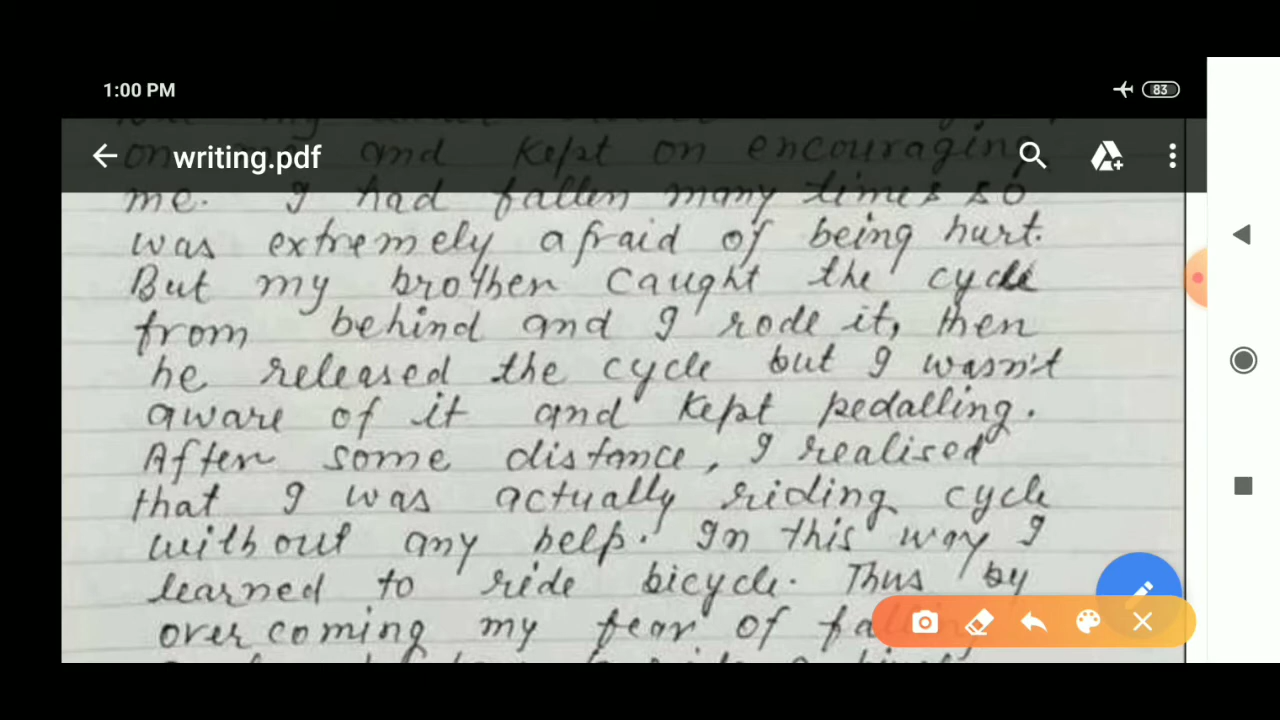 1:00 PM
83
writing.pdf
and kept on encouraging
me. I had fallen many times so
was extremely afraid of being hurt.
But my brother caught the cycle
from behind and I rode it, then
he released the cycle but I wasn't
aware of it and kept pedalling.
After some distance, I realised
that I was actually riding cycle
without any help. In this way I
learned to ride bicycle. Thus by
over coming my fear of